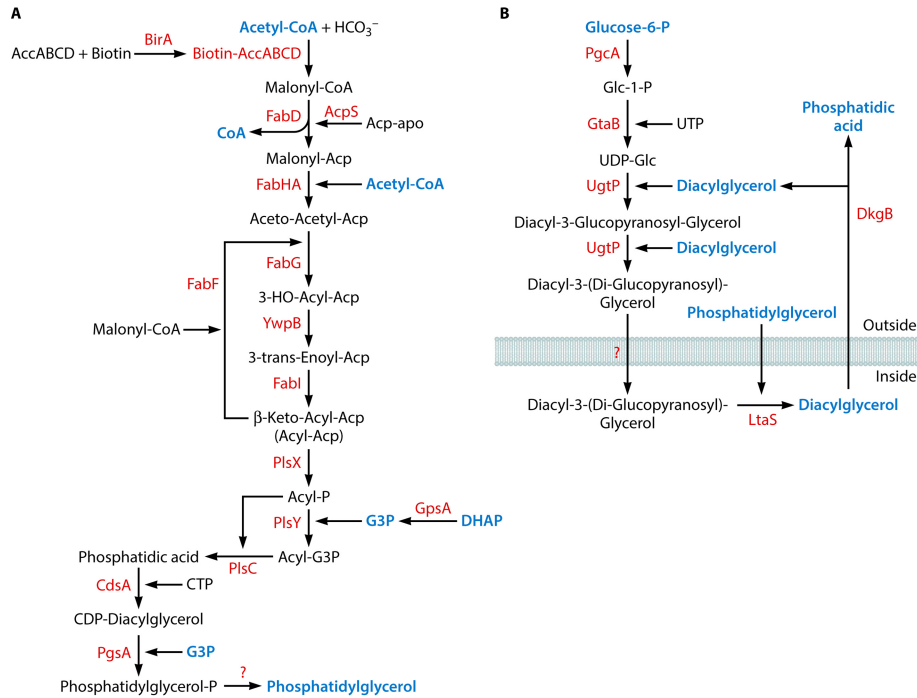 A
Acetyl-CoA + HCO₃⁻
AccABCD + Biotin
BirA
Biotin-AccABCD
Malonyl-CoA
FabD
AcpS
CoA
Acp-apo
Malonyl-Acp
FabHA
Acetyl-CoA
Aceto-Acetyl-Acp
FabG
FabF
3-HO-Acyl-Acp
Malonyl-CoA
YwpB
3-trans-Enoyl-Acp
FabI
β-Keto-Acyl-Acp
(Acyl-Acp)
PlsX
Acyl-P
PlsY
G3P
GpsA
DHAP
Phosphatidic acid
PlsC
Acyl-G3P
CdsA
CTP
CDP-Diacylglycerol
PgsA
G3P
Phosphatidylglycerol-P
?
Phosphatidylglycerol
B
Glucose-6-P
PgcA
Glc-1-P
GtaB
UTP
Phosphatidic
acid
UDP-Glc
UgtP
Diacylglycerol
DkgB
Diacyl-3-Glucopyranosyl-Glycerol
UgtP
Diacylglycerol
Diacyl-3-(Di-Glucopyranosyl)-
Glycerol
Phosphatidylglycerol
Outside
?
Inside
Diacyl-3-(Di-Glucopyranosyl)-
Glycerol
LtaS
Diacylglycerol